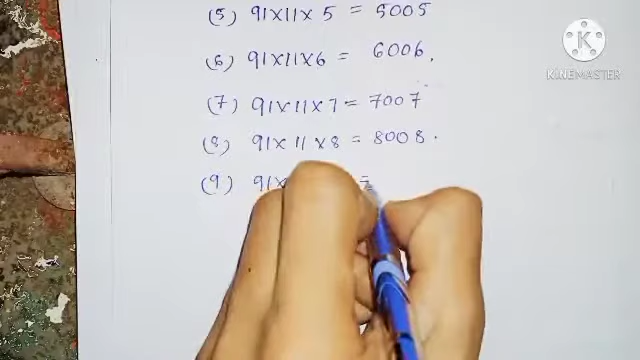 (5) 91×11×5 = 5005
(6) 91×11×6 = 6006.
(7) 91×11×7 = 7007
(8) 91×11×8 = 8008.
(9) 91× =
KINEMASTER